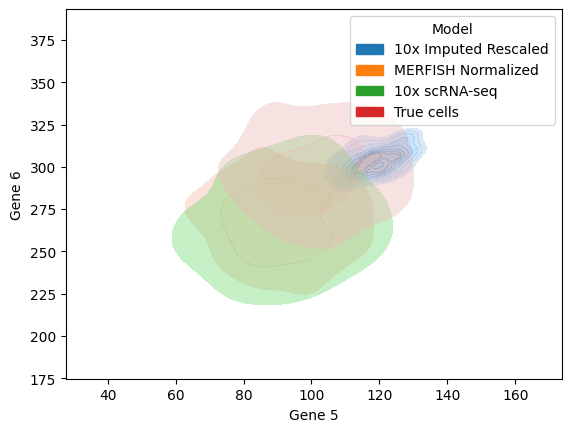 Model
10x Imputed Rescaled
MERFISH Normalized
10x scRNA-seq
True cells
375
350
325
300
275
250
225
200
175
Gene 6
40 60 80 100 120 140 160
Gene 5